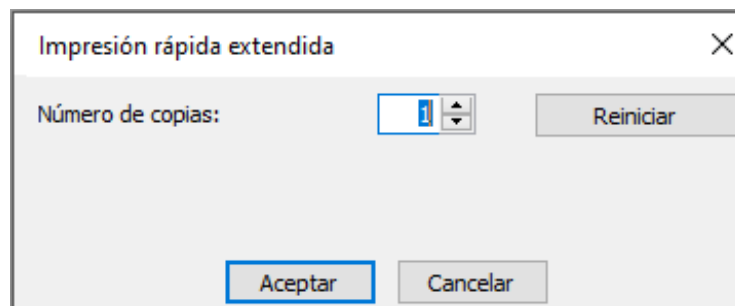 Impresión rápida extendida
Número de copias: 1 Reiniciar
Aceptar Cancelar